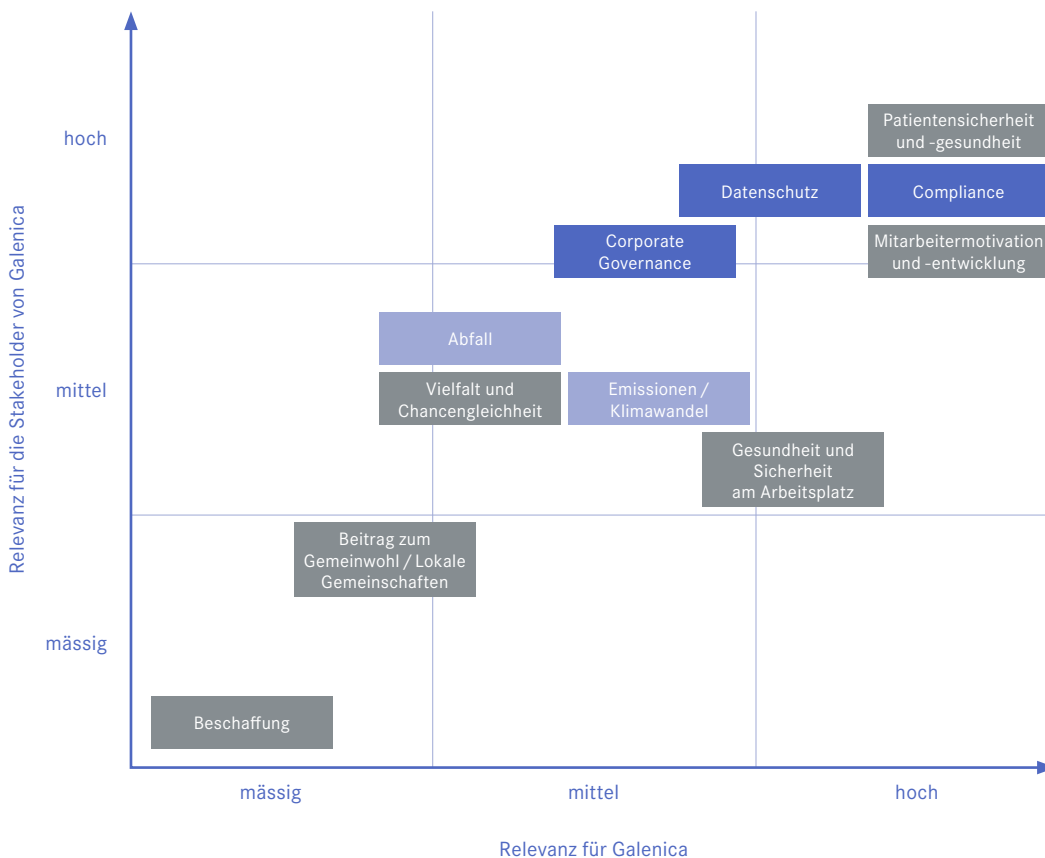 hoch
Patientensicherheit
und -gesundheit
Datenschutz
Compliance
Corporate
Governance
Mitarbeitermotivation
und -entwicklung
Abfall
mittel
Vielfalt und
Chancengleichheit
Emissionen /
Klimawandel
Gesundheit und
Sicherheit
am Arbeitsplatz
Beitrag zum
Gemeinwohl / Lokale
Gemeinschaften
mässig
Beschaffung
Relevanz für die Stakeholder von Galenica
mässig
mittel
hoch
Relevanz für Galenica